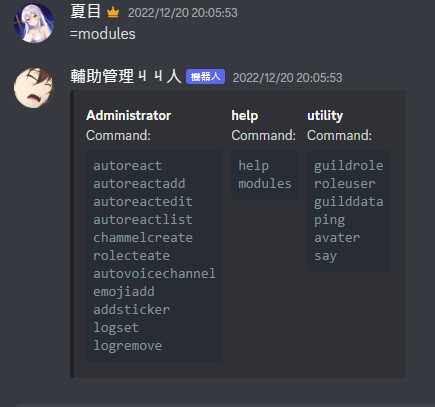 夏目 2022/12/20 20:05:53
=modules
輔助管理ㄐㄐ人 機器人 2022/12/20 20:05:53
Administrator
Command:
autoreact
autoreactadd
autoreactedit
autoreactlist
chammelcreate
rolecteate
autovoicechannel
emojiadd
addsticker
logset
logremove
help
Command:
help
modules
utility
Command:
guildrole
roleuser
guilddata
ping
avater
say